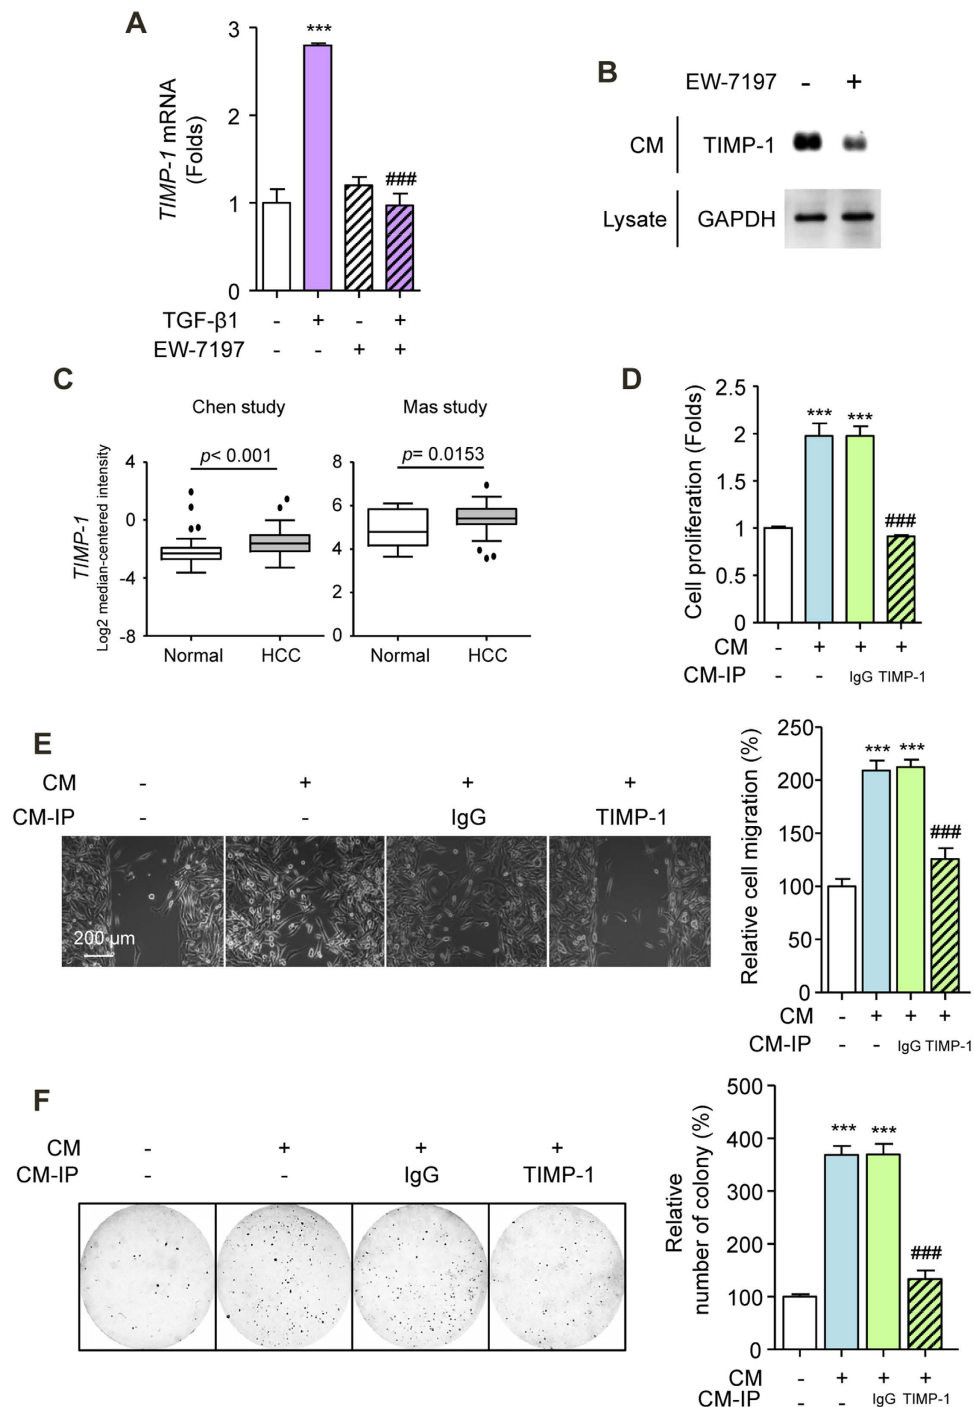 A
3
***
2
TIMP-1 mRNA
(Folds)
###
1
0
TGF-β1 - + - +
EW-7197 - - + +
B
EW-7197 - +
CM TIMP-1
Lysate GAPDH
C
Chen study
p< 0.001
TIMP-1
Log2 median-centered intensity
4
0
-4
-8
Normal HCC
Mas study
p= 0.0153
8
6
4
2
0
Normal HCC
D
Cell proliferation (Folds)
2.5
*** ***
2
1.5
###
1
0.5
0
CM - + + +
CM-IP - - IgG TIMP-1
E
CM - + + +
CM-IP - - IgG TIMP-1
200 µm
Relative cell migration (%)
250
*** ***
200
150
###
100
50
0
CM - + + +
CM-IP - - IgG TIMP-1
F
CM - + + +
CM-IP - - IgG TIMP-1
Relative
number of colony (%)
500
*** ***
400
300
200
###
100
0
CM - + + +
CM-IP - - IgG TIMP-1